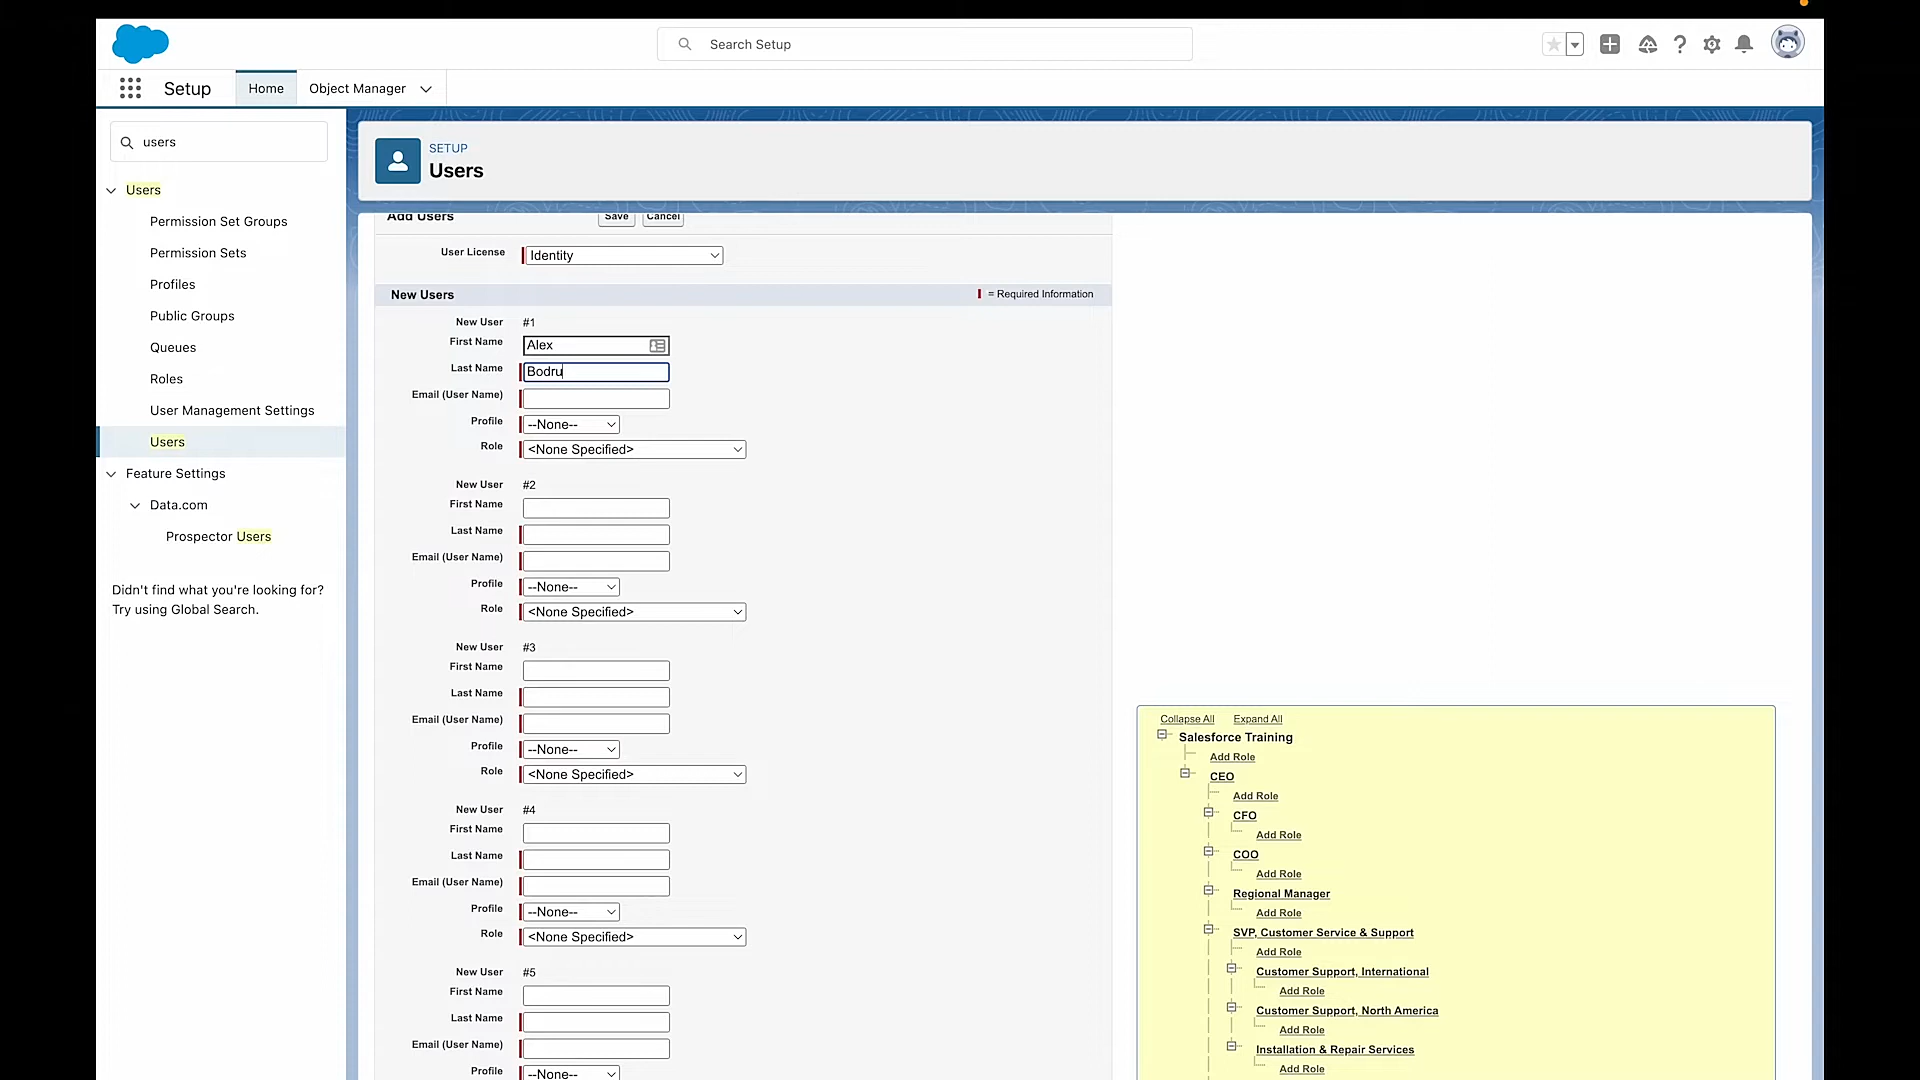 Search Setup
Setup
Home
Object Manager
users
Users
Permission Set Groups
Permission Sets
Profiles
Public Groups
Queues
Roles
User Management Settings
Users
Feature Settings
Data.com
Prospector Users
Didn't find what you're looking for?
Try using Global Search.
SETUP
Users
Add Users
Save
Cancel
User License
Identity
New Users
= Required Information
New User #1
First Name Alex
Last Name Bodru
Email (User Name)
Profile --None--
Role <None Specified>
New User #2
First Name
Last Name
Email (User Name)
Profile --None--
Role <None Specified>
New User #3
First Name
Last Name
Email (User Name)
Profile --None--
Role <None Specified>
New User #4
First Name
Last Name
Email (User Name)
Profile --None--
Role <None Specified>
New User #5
First Name
Last Name
Email (User Name)
Profile --None--
Collapse All Expand All
Salesforce Training
Add Role
CEO
Add Role
CFO
Add Role
COO
Add Role
Regional Manager
Add Role
SVP, Customer Service & Support
Add Role
Customer Support, International
Add Role
Customer Support, North America
Add Role
Installation & Repair Services
Add Role